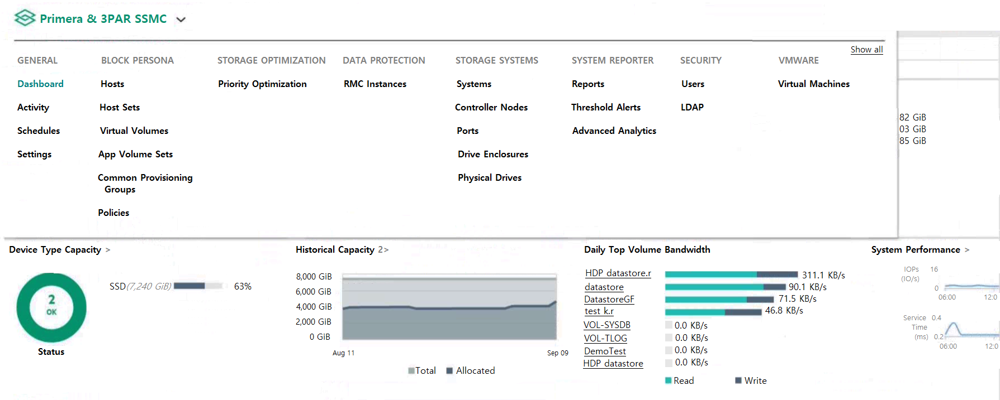 Primera & 3PAR SSMC
Show all
GENERAL
Dashboard
Activity
Schedules
Settings
BLOCK PERSONA
Hosts
Host Sets
Virtual Volumes
App Volume Sets
Common Provisioning
Groups
Policies
STORAGE OPTIMIZATION
Priority Optimization
DATA PROTECTION
RMC Instances
STORAGE SYSTEMS
Systems
Controller Nodes
Ports
Drive Enclosures
Physical Drives
SYSTEM REPORTER
Reports
Threshold Alerts
Advanced Analytics
SECURITY
Users
LDAP
VMWARE
Virtual Machines
82 GiB
03 GiB
85 GiB
Device Type Capacity >
2
OK
Status
SSD(7,240 GiB) 63%
Historical Capacity 2>
8,000 GiB
6,000 GiB
4,000 GiB
2,000 GiB
0 GiB
Aug 11 Sep 09
Total Allocated
Daily Top Volume Bandwidth
HDP datastore.r 311.1 KB/s
datastore 90.1 KB/s
DatastoreGF 71.5 KB/s
test k.r 46.8 KB/s
VOL-SYSDB 0.0 KB/s
VOL-TLOG 0.0 KB/s
DemoTest 0.0 KB/s
HDP datastore 0.0 KB/s
Read Write
System Performance >
IOPs 16
(IO/s)
0
06:00 12:0
Service 0.4
Time
(ms) 0.2
06:00 12:0